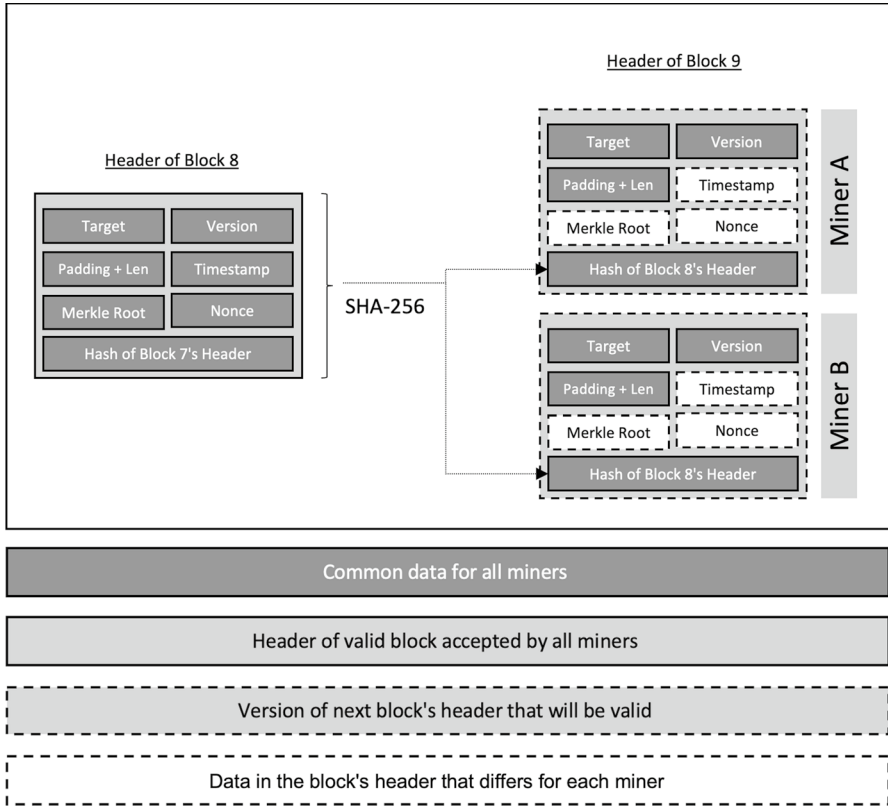 Header of Block 9
Header of Block 8
Target
Version
Padding + Len
Timestamp
Merkle Root
Nonce
Hash of Block 7's Header
SHA-256
Target
Version
Padding + Len
Timestamp
Merkle Root
Nonce
Hash of Block 8's Header
Miner A
Target
Version
Padding + Len
Timestamp
Merkle Root
Nonce
Hash of Block 8's Header
Miner B
Common data for all miners
Header of valid block accepted by all miners
Version of next block's header that will be valid
Data in the block's header that differs for each miner